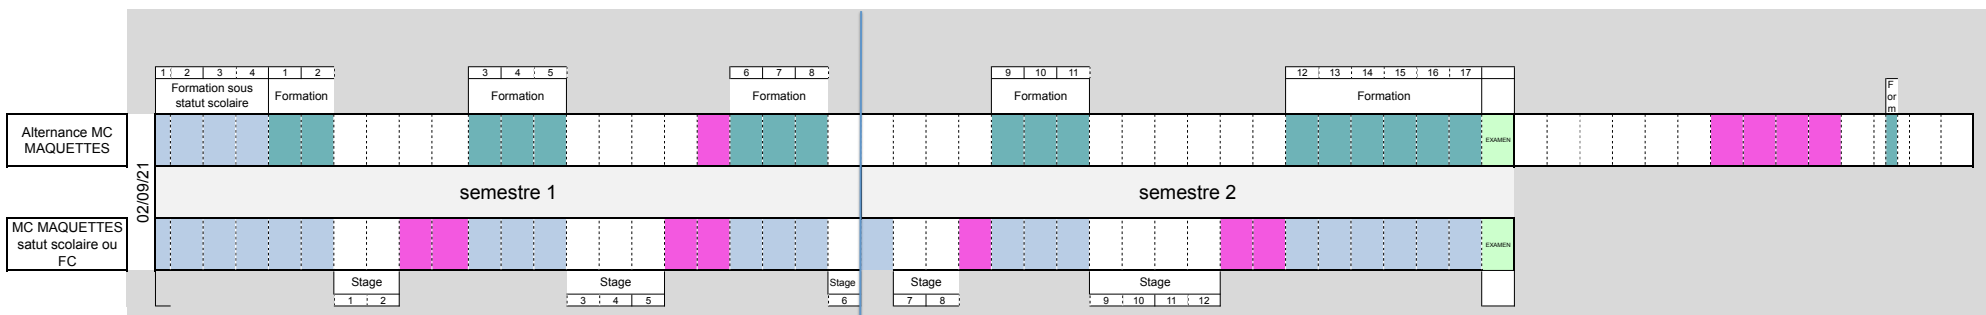 1 2 3 4 1 2 3 4 5 6 7 8 9 10 11 12 13 14 15 16 17
Formation sous
statut scolaire
Formation
Formation
Formation
Formation
Formation
F
or
m
Alternance MC
MAQUETTES
EXAMEN
02/09/21
semestre 1
semestre 2
MC MAQUETTES
satut scolaire ou
FC
EXAMEN
Stage
Stage
Stage
Stage
Stage
1 2 3 4 5 6 7 8 9 10 11 12